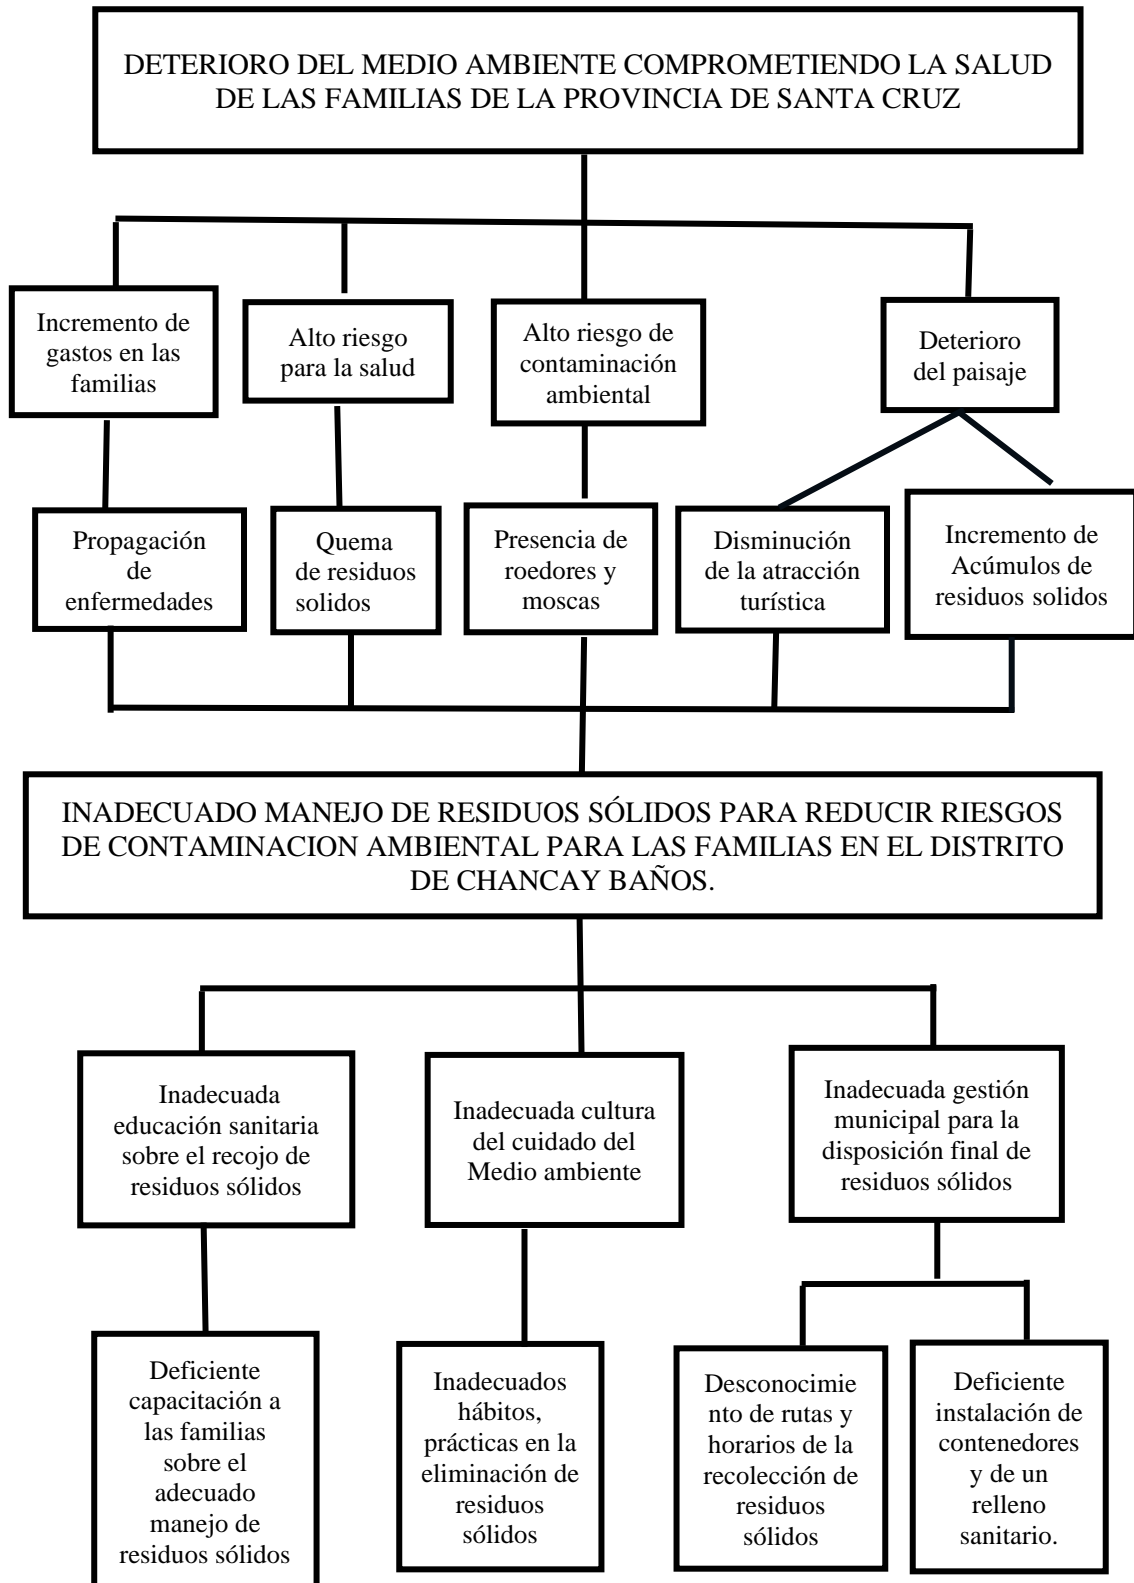 DETERIORO DEL MEDIO AMBIENTE COMPROMETIENDO LA SALUD
DE LAS FAMILIAS DE LA PROVINCIA DE SANTA CRUZ
Incremento de
gastos en las
familias
Alto riesgo
para la salud
Alto riesgo de
contaminación
ambiental
Deterioro
del paisaje
Propagación
de
enfermedades
Quema
de residuos
solidos
Presencia de
roedores y
moscas
Disminución
de la atracción
turística
Incremento de
Acúmulos de
residuos solidos
INADECUADO MANEJO DE RESIDUOS SÓLIDOS PARA REDUCIR RIESGOS
DE CONTAMINACION AMBIENTAL PARA LAS FAMILIAS EN EL DISTRITO
DE CHANCAY BAÑOS.
Inadecuada
educación sanitaria
sobre el recojo de
residuos sólidos
Inadecuada cultura
del cuidado del
Medio ambiente
Inadecuada gestión
municipal para la
disposición final de
residuos sólidos
Deficiente
capacitación a
las familias
sobre el
adecuado
manejo de
residuos sólidos
Inadecuados
hábitos,
prácticas en la
eliminación de
residuos
sólidos
Desconocimie
nto de rutas y
horarios de la
recolección de
residuos
sólidos
Deficiente
instalación de
contenedores
y de un
relleno
sanitario.